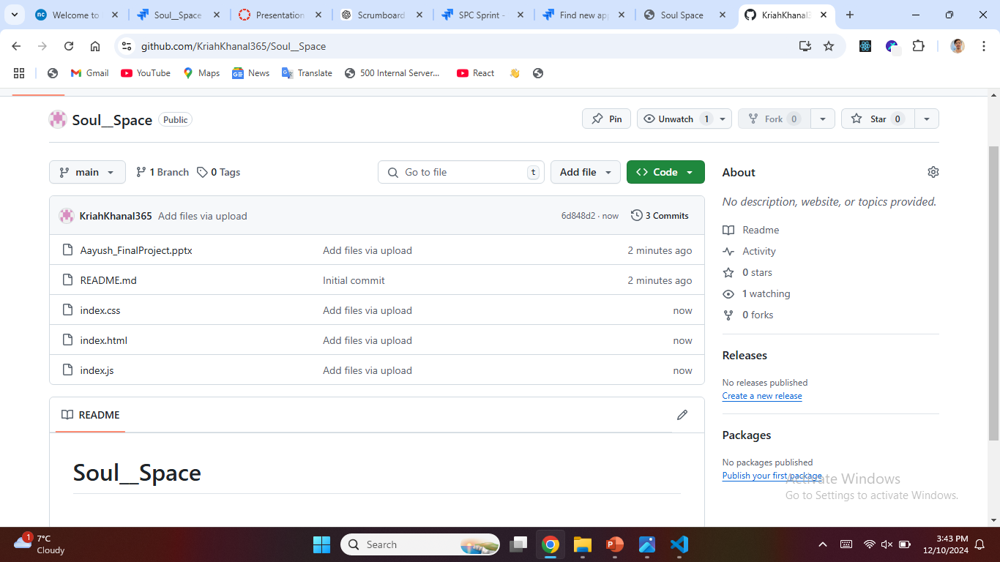 Welcome to
Soul__Space
Presentation
Scrumboard
SPC Sprint -
Find new app
Soul Space
KriahKhanal3
github.com/KriahKhanal365/Soul__Space
Gmail
YouTube
Maps
News
Translate
500 Internal Server...
React
Soul__Space
Public
Pin
Unwatch 1
Fork 0
Star 0
main
1 Branch
0 Tags
Go to file
t
Add file
Code
About
No description, website, or topics provided.
KriahKhanal365 Add files via upload
6d848d2 · now
3 Commits
Readme
Aayush_FinalProject.pptx Add files via upload 2 minutes ago
Activity
README.md Initial commit 2 minutes ago
0 stars
index.css Add files via upload now
1 watching
index.html Add files via upload now
0 forks
index.js Add files via upload now
Releases
No releases published
Create a new release
README
Packages
No packages published
Publish your first package
Soul__Space
Activate Windows
Go to Settings to activate Windows.
1
7°C
Cloudy
Search
3:43 PM
12/10/2024